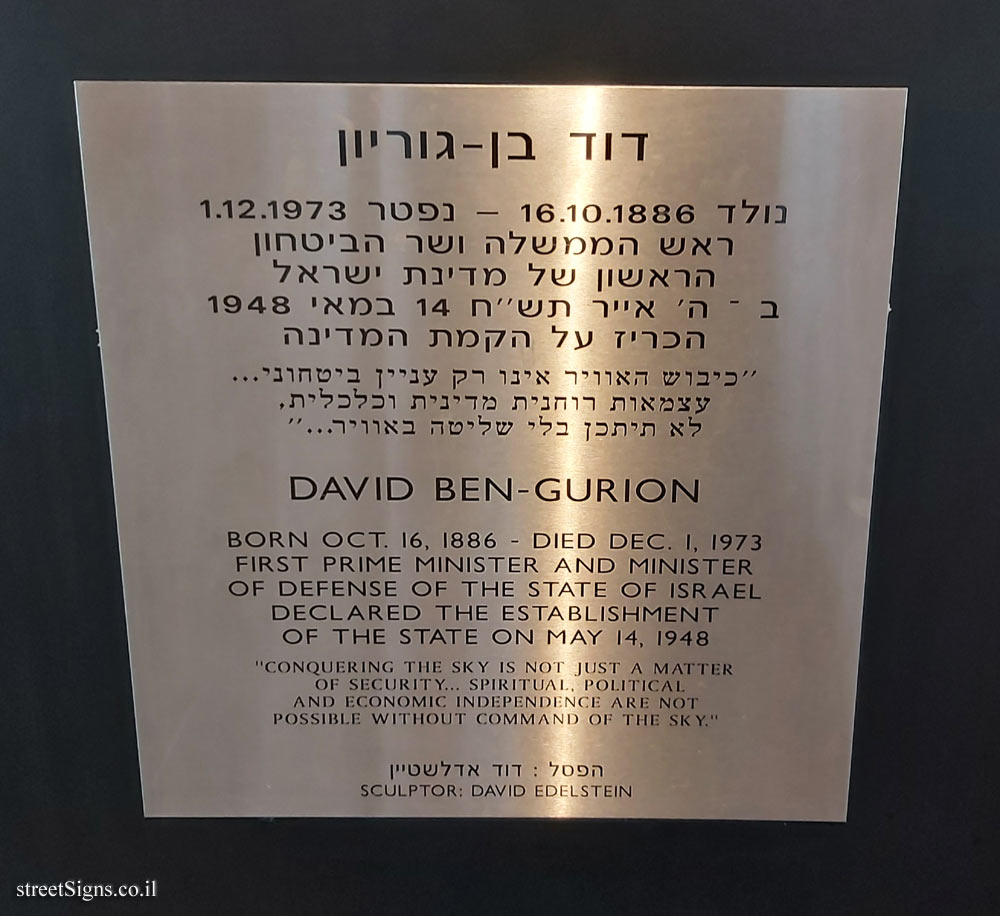 דוד בן-גוריון
נולד 16.10.1886 – נפטר 1.12.1973
ראש הממשלה ושר הביטחון
הראשון של מדינת ישראל
ב - ה' אייר תש''ח 14 במאי 1948
הכריז על הקמת המדינה
''כיבוש האוויר אינו רק עניין ביטחוני...
עצמאות רוחנית מדינית וכלכלית,
לא תיתכן בלי שליטה באוויר...''
DAVID BEN-GURION
BORN OCT. 16, 1886 - DIED DEC. 1, 1973
FIRST PRIME MINISTER AND MINISTER
OF DEFENSE OF THE STATE OF ISRAEL
DECLARED THE ESTABLISHMENT
OF THE STATE ON MAY 14, 1948
"CONQUERING THE SKY IS NOT JUST A MATTER
OF SECURITY... SPIRITUAL, POLITICAL
AND ECONOMIC INDEPENDENCE ARE NOT
POSSIBLE WITHOUT COMMAND OF THE SKY."
הפסל : דוד אדלשטיין
SCULPTOR: DAVID EDELSTEIN
streetSigns.co.il